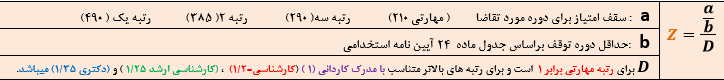 a : سقف امتیاز برای دوره مورد تقاضا ( مهارتی ۲۱۰) رتبه سه( ۲۹۰) رتبه ۲( ۳۸۵) رتبه یک ( ۴۹۰)
b :حداقل دوره توقف براساس جدول ماده ۲۴ آیین نامه استخدامی
D برای رتبه مهارتی برابر ۱ است و برای رتبه های بالاتر متناسب با مدرک کاردانی (۱ ) (کارشناسی=۱/۲) ، (کارشناسی ارشد ۱/۲۵ ) و (دکتری ۱/۳۵) میباشد.
Z = a / b / D